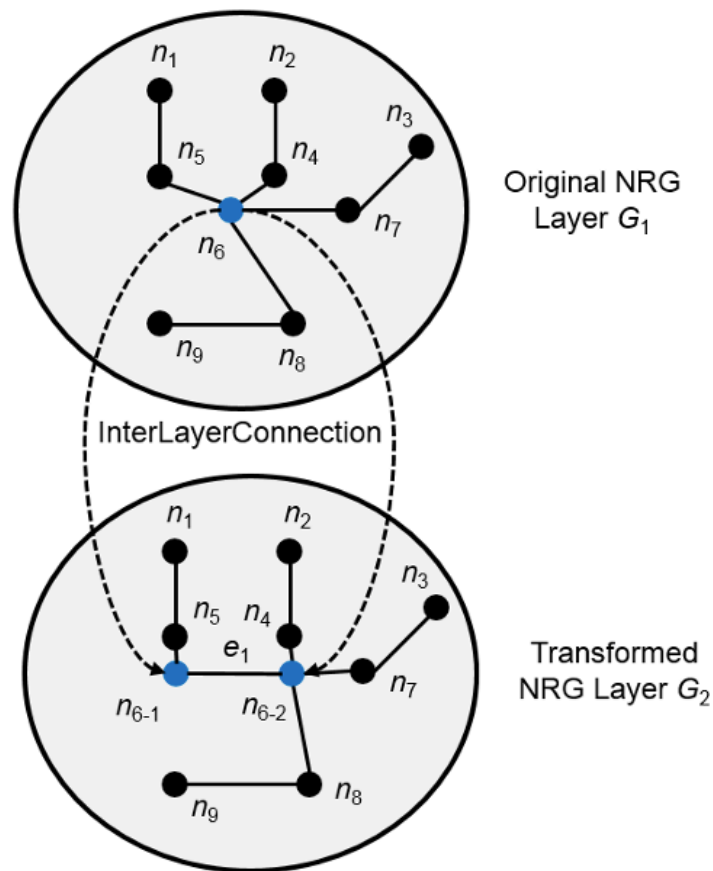 n1
n2
n3
n5
n4
Original NRG
Layer G1
n7
n6
n9
n8
InterLayerConnection
n1
n2
n3
n5
n4
e1
Transformed
NRG Layer G2
n7
n6-1
n6-2
n8
n9